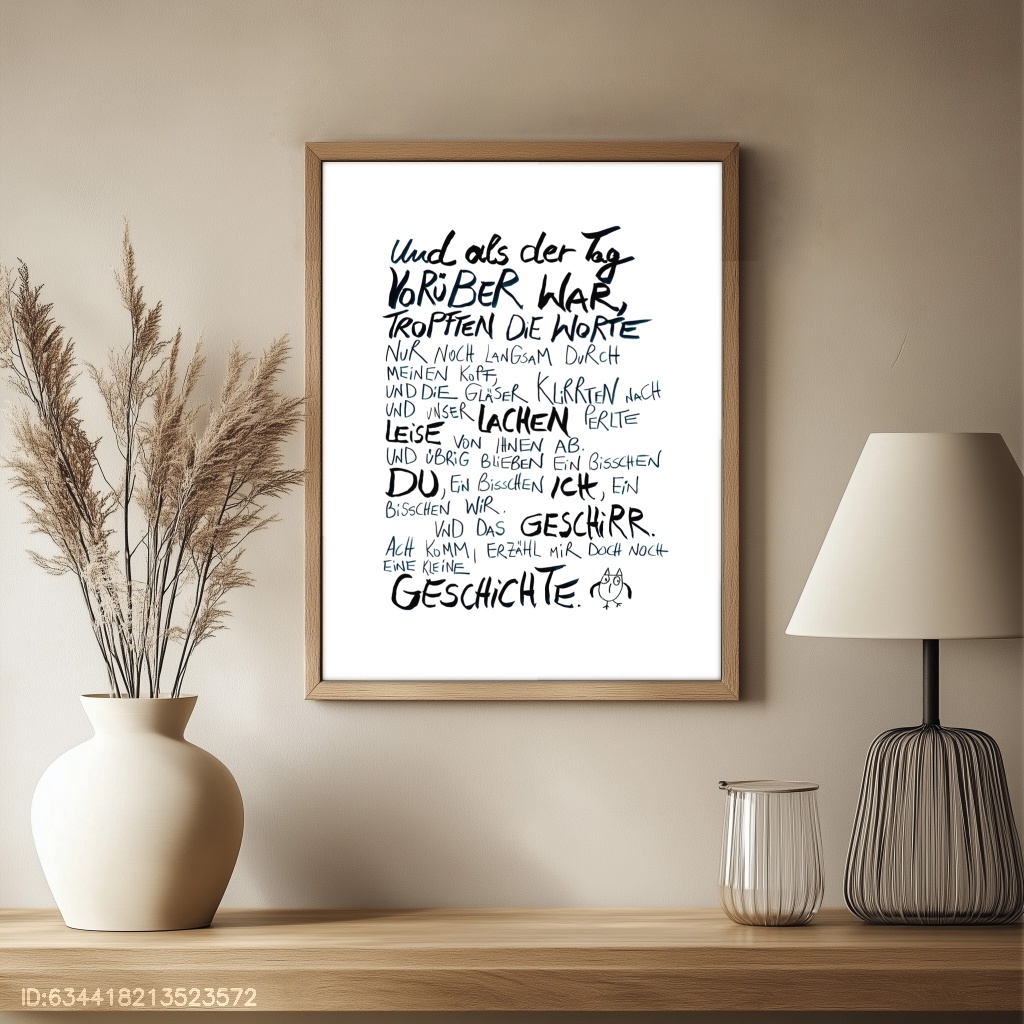 Und als der Tag
VORÜBER WAR,
TROPFTEN DiE WORTE
NUR NOCH LANGSAM DURCH
MEINEN KOPF,
UND DiE GLÄSER KLiRRTEN NACH
UND UNSER LACHEN PERLTE
LEiSE VON IHNEN AB.
UND ÜBRiG BLiEBEN EiN BiSSCHEN
DU, EiN BiSSCHEN ICH, EiN
BiSSCHEN WiR.
UND DAS GESCHiRR.
ACH KOMM, ERZÄHL MiR DOCH NOCH
EiNE KLEiNE
GESCHiCHTE.
ID:634418213523572